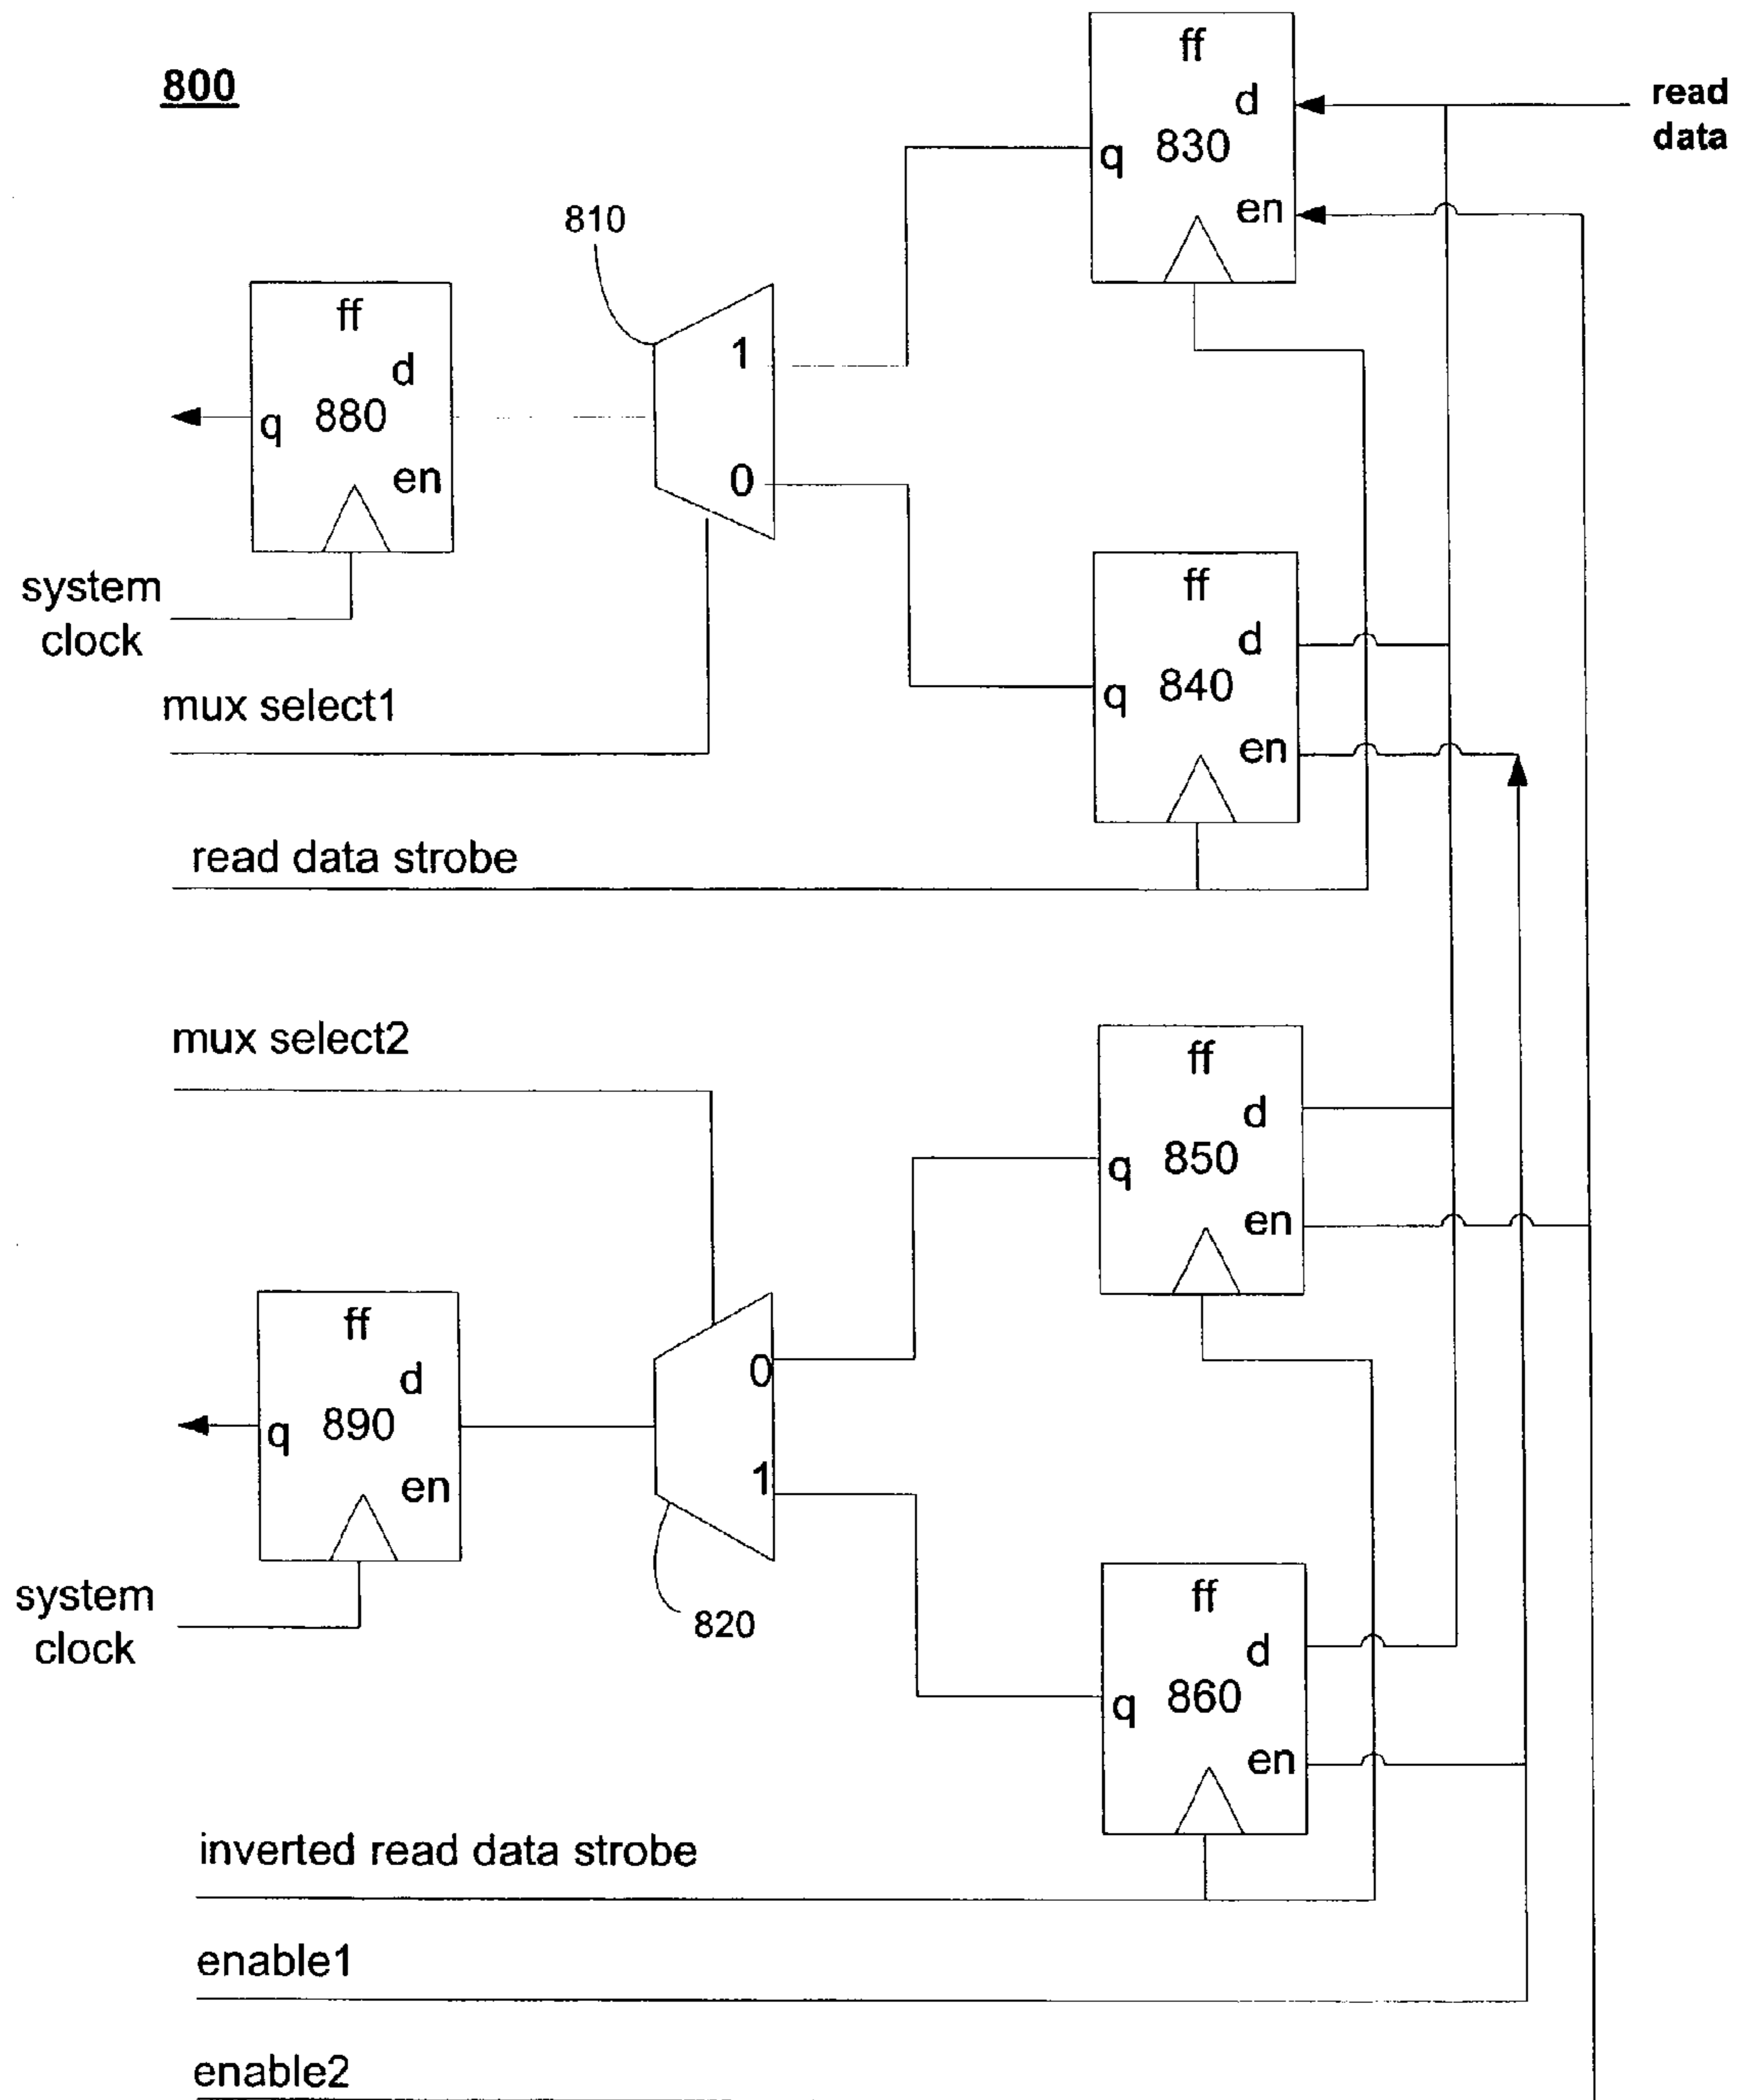 800
ff
d
830
q
en
read
data
810
ff
d
880
q
en
1
0
system
clock
mux select1
ff
d
840
q
en
read data strobe
mux select2
ff
d
850
q
en
ff
d
890
q
en
0
1
820
system
clock
ff
d
860
q
en
inverted read data strobe
enable1
enable2